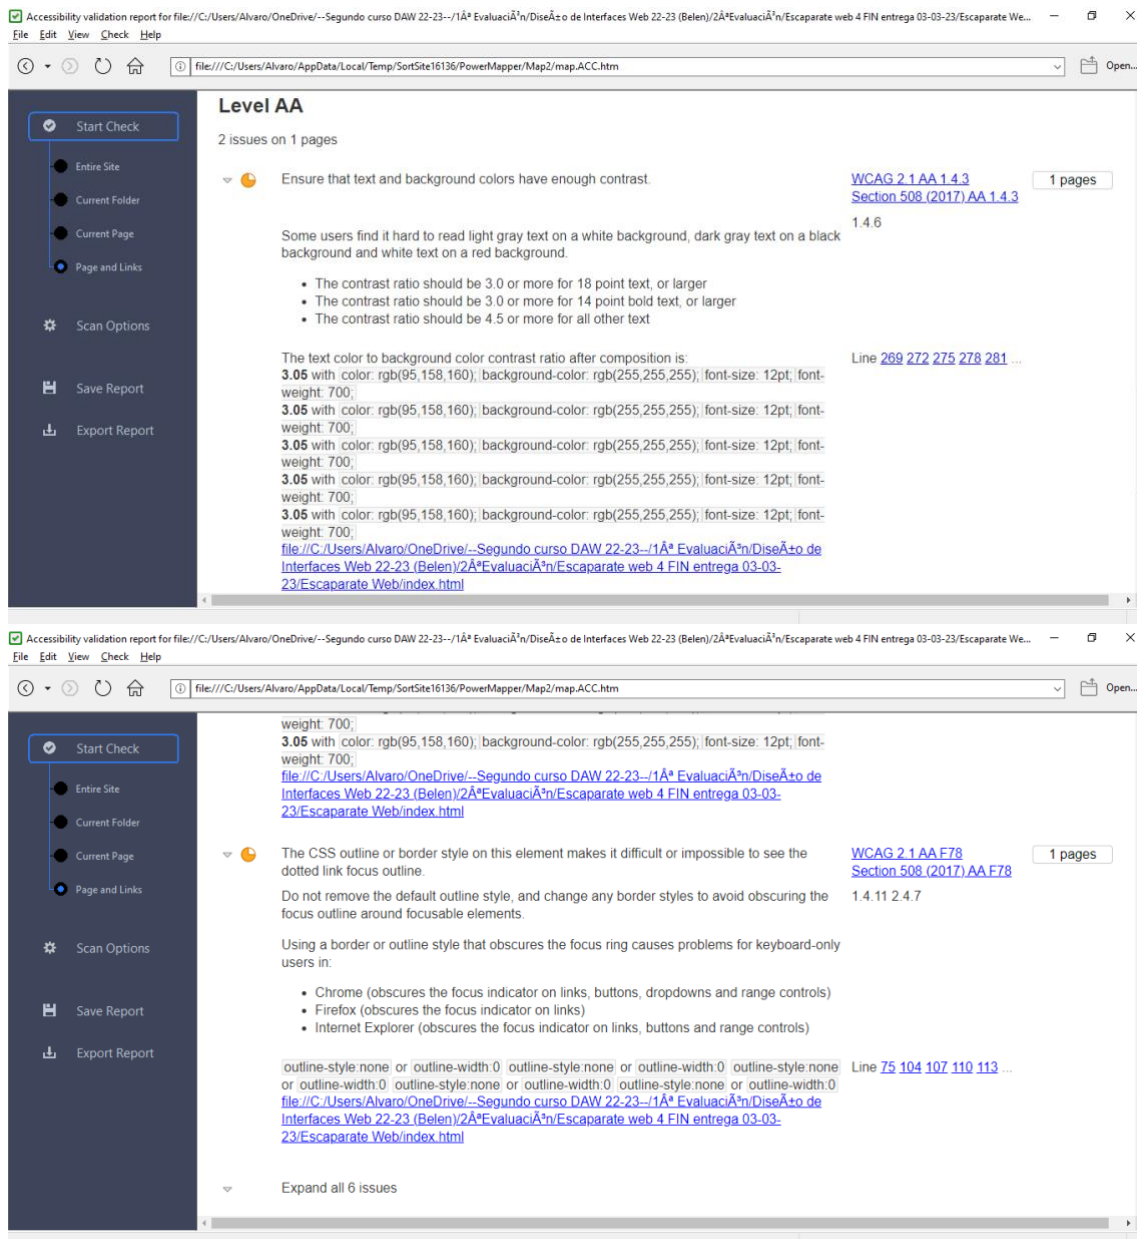 Accessibility validation report for file://C:/Users/Alvaro/OneDrive/--Segundo curso DAW 22-23--/1Âª EvaluaciÃ³n/DiseÃ±o de Interfaces Web 22-23 (Belen)/2ÂªEvaluaciÃ³n/Escaparate web 4 FIN entrega 03-03-23/Escaparate We...
File Edit View Check Help
file:///C:/Users/Alvaro/AppData/Local/Temp/SortSite16136/PowerMapper/Map2/map.ACC.htm
Open...
Start Check
Entire Site
Current Folder
Current Page
Page and Links
Scan Options
Save Report
Export Report
Level AA
2 issues on 1 pages
Ensure that text and background colors have enough contrast.
WCAG 2.1 AA 1.4.3
Section 508 (2017) AA 1.4.3
1.4.6
1 pages
Some users find it hard to read light gray text on a white background, dark gray text on a black
background and white text on a red background.
• The contrast ratio should be 3.0 or more for 18 point text, or larger
• The contrast ratio should be 3.0 or more for 14 point bold text, or larger
• The contrast ratio should be 4.5 or more for all other text
The text color to background color contrast ratio after composition is:
Line 269 272 275 278 281 ...
3.05 with color: rgb(95,158,160); background-color: rgb(255,255,255); font-size: 12pt; font-
weight: 700;
3.05 with color: rgb(95,158,160); background-color: rgb(255,255,255); font-size: 12pt; font-
weight: 700;
3.05 with color: rgb(95,158,160); background-color: rgb(255,255,255); font-size: 12pt; font-
weight: 700;
3.05 with color: rgb(95,158,160); background-color: rgb(255,255,255); font-size: 12pt; font-
weight: 700;
3.05 with color: rgb(95,158,160); background-color: rgb(255,255,255); font-size: 12pt; font-
weight: 700;
file://C:/Users/Alvaro/OneDrive/--Segundo curso DAW 22-23--/1Âª EvaluaciÃ³n/DiseÃ±o de
Interfaces Web 22-23 (Belen)/2ÂªEvaluaciÃ³n/Escaparate web 4 FIN entrega 03-03-
23/Escaparate Web/index.html
Accessibility validation report for file://C:/Users/Alvaro/OneDrive/--Segundo curso DAW 22-23--/1Âª EvaluaciÃ³n/DiseÃ±o de Interfaces Web 22-23 (Belen)/2ÂªEvaluaciÃ³n/Escaparate web 4 FIN entrega 03-03-23/Escaparate We...
File Edit View Check Help
file:///C:/Users/Alvaro/AppData/Local/Temp/SortSite16136/PowerMapper/Map2/map.ACC.htm
Open...
Start Check
Entire Site
Current Folder
Current Page
Page and Links
Scan Options
Save Report
Export Report
weight: 700;
3.05 with color: rgb(95,158,160); background-color: rgb(255,255,255); font-size: 12pt; font-
weight: 700;
file://C:/Users/Alvaro/OneDrive/--Segundo curso DAW 22-23--/1Âª EvaluaciÃ³n/DiseÃ±o de
Interfaces Web 22-23 (Belen)/2ÂªEvaluaciÃ³n/Escaparate web 4 FIN entrega 03-03-
23/Escaparate Web/index.html
The CSS outline or border style on this element makes it difficult or impossible to see the
dotted link focus outline.
WCAG 2.1 AA F78
Section 508 (2017) AA F78
1 pages
Do not remove the default outline style, and change any border styles to avoid obscuring the
focus outline around focusable elements.
1.4.11 2.4.7
Using a border or outline style that obscures the focus ring causes problems for keyboard-only
users in:
• Chrome (obscures the focus indicator on links, buttons, dropdowns and range controls)
• Firefox (obscures the focus indicator on links)
• Internet Explorer (obscures the focus indicator on links, buttons and range controls)
outline-style:none or outline-width:0 outline-style:none or outline-width:0 outline-style:none
or outline-width:0 outline-style:none or outline-width:0 outline-style:none or outline-width:0
Line 75 104 107 110 113 ...
file://C:/Users/Alvaro/OneDrive/--Segundo curso DAW 22-23--/1Âª EvaluaciÃ³n/DiseÃ±o de
Interfaces Web 22-23 (Belen)/2ÂªEvaluaciÃ³n/Escaparate web 4 FIN entrega 03-03-
23/Escaparate Web/index.html
Expand all 6 issues